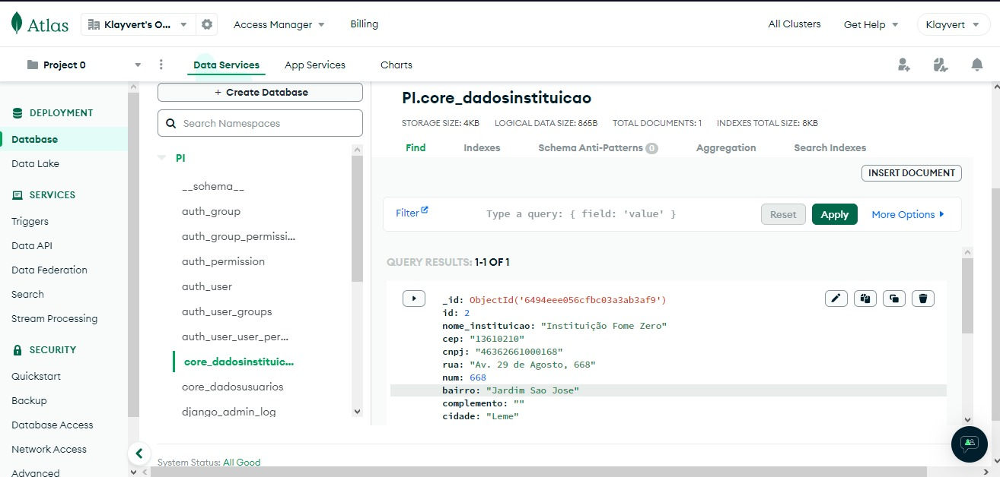 Atlas
Klayvert's O...
Access Manager
Billing
All Clusters
Get Help
Klayvert
Project 0
Data Services
App Services
Charts
DEPLOYMENT
Database
Data Lake
SERVICES
Triggers
Data API
Data Federation
Search
Stream Processing
SECURITY
Quickstart
Backup
Database Access
Network Access
Advanced
+ Create Database
Search Namespaces
PI
__schema__
auth_group
auth_group_permissi...
auth_permission
auth_user
auth_user_groups
auth_user_user_per...
core_dadosinstituic...
core_dadosusuarios
django_admin_log
System Status: All Good
PI.core_dadosinstituicao
STORAGE SIZE: 4KB LOGICAL DATA SIZE: 865B TOTAL DOCUMENTS: 1 INDEXES TOTAL SIZE: 8KB
Find Indexes Schema Anti-Patterns 0 Aggregation Search Indexes
INSERT DOCUMENT
Filter Type a query: { field: 'value' } Reset Apply More Options
QUERY RESULTS: 1-1 OF 1
_id: ObjectId('6494eee056cfbc03a3ab3af9')
id: 2
nome_instituicao: "Instituição Fome Zero"
cep: "13610210"
cnpj: "46362661000168"
rua: "Av. 29 de Agosto, 668"
num: 668
bairro: "Jardim Sao Jose"
complemento: ""
cidade: "Leme"